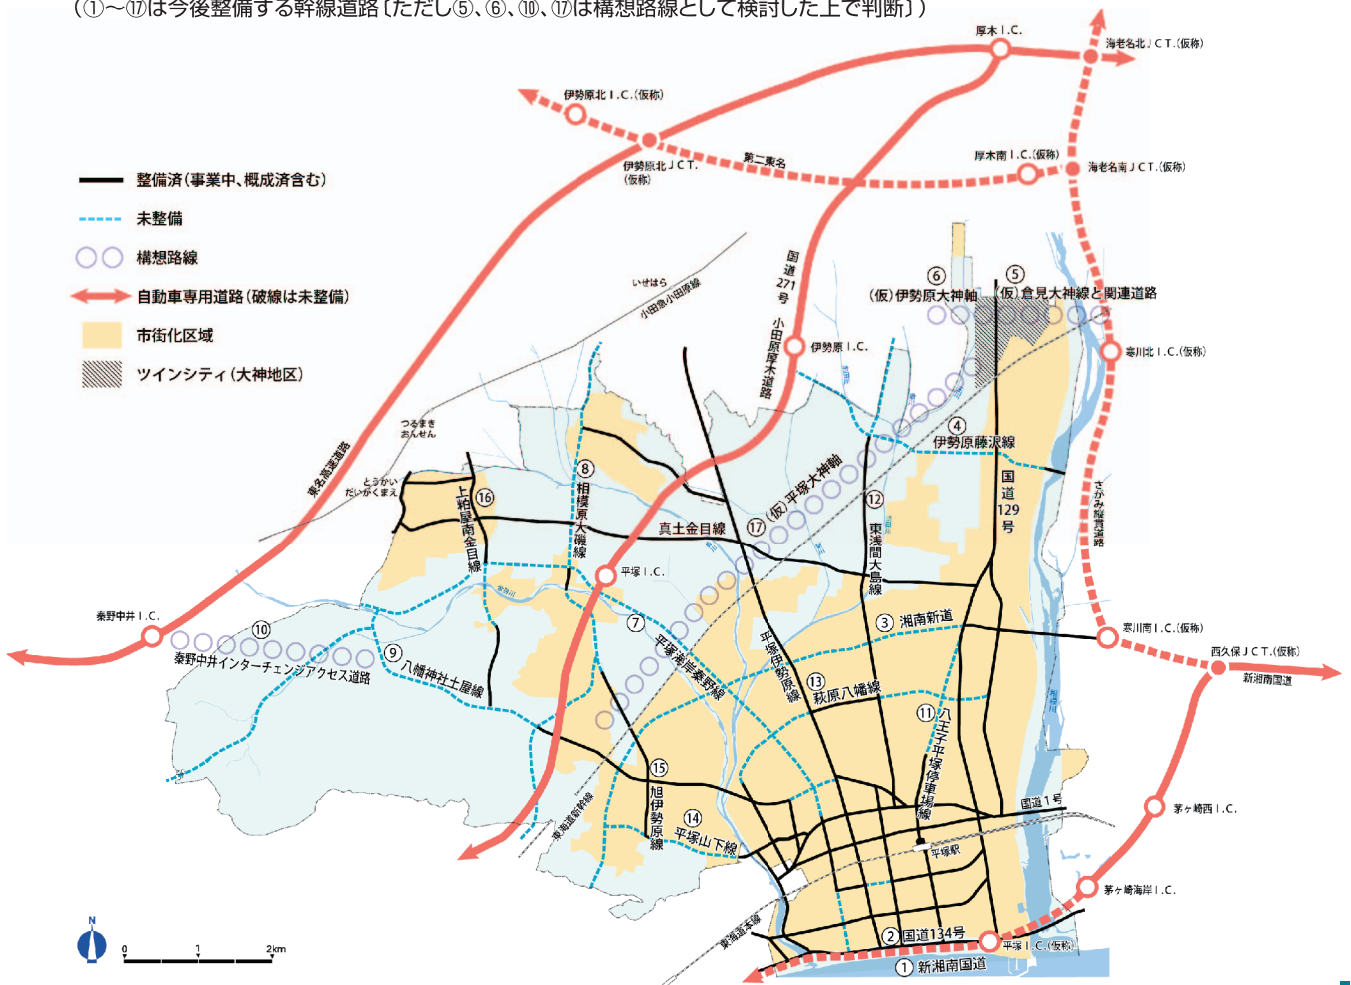 (①～⑰は今後整備する幹線道路〔ただし⑤、⑥、⑩、⑰は構想路線として検討した上で判断〕)
厚木I.C.
海老名北JCT.(仮称)
伊勢原北I.C.(仮称)
伊勢原北JCT.
(仮称)
第二東名
厚木南I.C.(仮称)
海老名南JCT.(仮称)
整備済(事業中、概成済含む)
未整備
構想路線
自動車専用道路(破線は未整備)
市街化区域
ツインシティ(大神地区)
いせはら
小田急小田原線
国道271号
小田原厚木道路
⑥
(仮)伊勢原大神軸
⑤
(仮)倉見大神線と関連道路
伊勢原I.C.
寒川北I.C.(仮称)
つるまき
おんせん
東名高速道路
とうかい
だいがくまえ
④
伊勢原藤沢線
国道129号
さがみ縦貫道路
⑯
上粕屋南金目線
⑧
相模原大磯線
真土金目線
⑰
(仮)平塚大神軸
⑫
東浅間大島線
平塚I.C.
金目川
秦野中井I.C.
⑩
秦野中井インターチェンジアクセス道路
⑨
八幡神社土屋線
⑦
平塚海岸秦野線
平塚伊勢原線
③
湘南新道
寒川南I.C.(仮称)
西久保JCT.(仮称)
新湘南国道
⑬
萩原八幡線
⑪
八王子平塚停車場線
相模川
⑮
旭伊勢原線
⑭
平塚山下線
東海道新幹線
国道1号
平塚駅
茅ヶ崎西I.C.
茅ヶ崎海岸I.C.
東海道本線
②
国道134号
平塚I.C.(仮称)
①
新湘南国道
N
0 1 2km